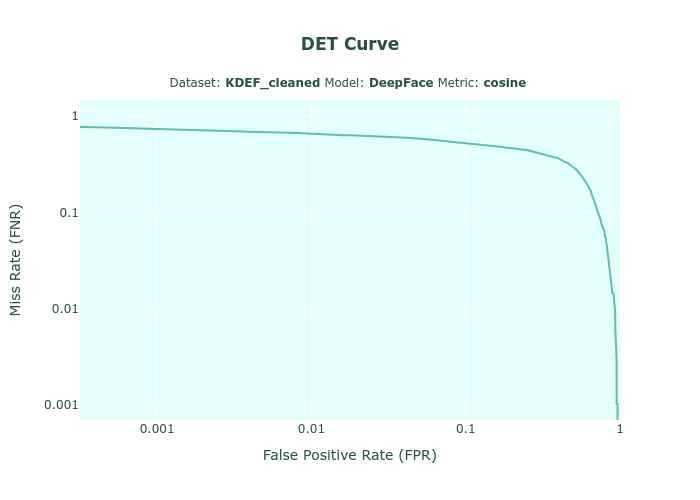 DET Curve
Dataset: KDEF_cleaned Model: DeepFace Metric: cosine
1
0.1
0.01
0.001
Miss Rate (FNR)
0.001 0.01 0.1 1
False Positive Rate (FPR)